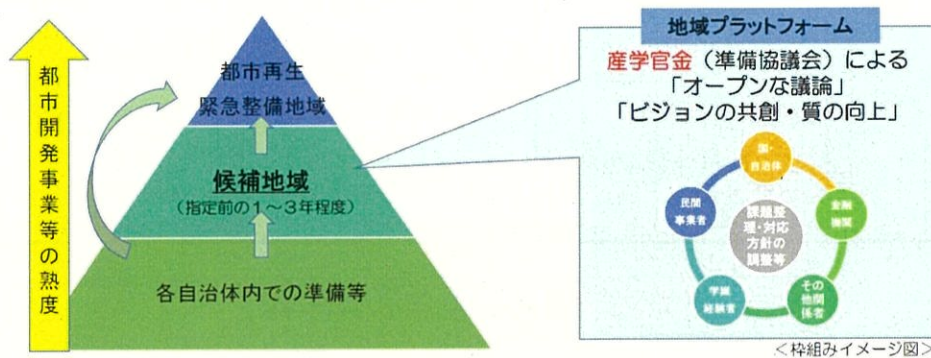 都市開発事業等の熟度
都市再生
緊急整備地域
候補地域
(指定前の1～3年程度)
各自治体内での準備等
地域プラットフォーム
産学官金(準備協議会)による
「オープンな議論」
「ビジョンの共創・質の向上」
国・
自治体
民間
事業者
金融
機関
課題整
理・対応
方針の
調整等
学識
経験者
その
他関
係者
＜枠組みイメージ図＞